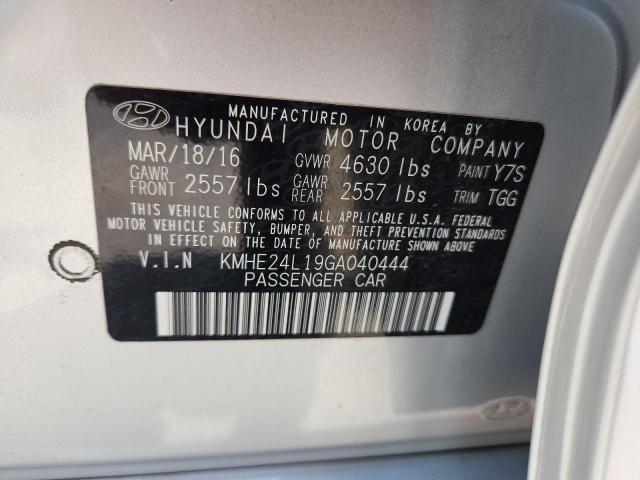 MANUFACTURED IN KOREA BY
HYUNDAI MOTOR COMPANY
MAR/18/16 GVWR 4630 lbs PAINT Y7S
GAWR FRONT 2557 lbs GAWR REAR 2557 lbs TRIM TGG
THIS VEHICLE CONFORMS TO ALL APPLICABLE U.S.A. FEDERAL
MOTOR VEHICLE SAFETY, BUMPER, AND THEFT PREVENTION STANDARDS
IN EFFECT ON THE DATE OF MANUFACTURE SHOWN ABOVE.
V.I.N KMHE24L19GA040444
PASSENGER CAR